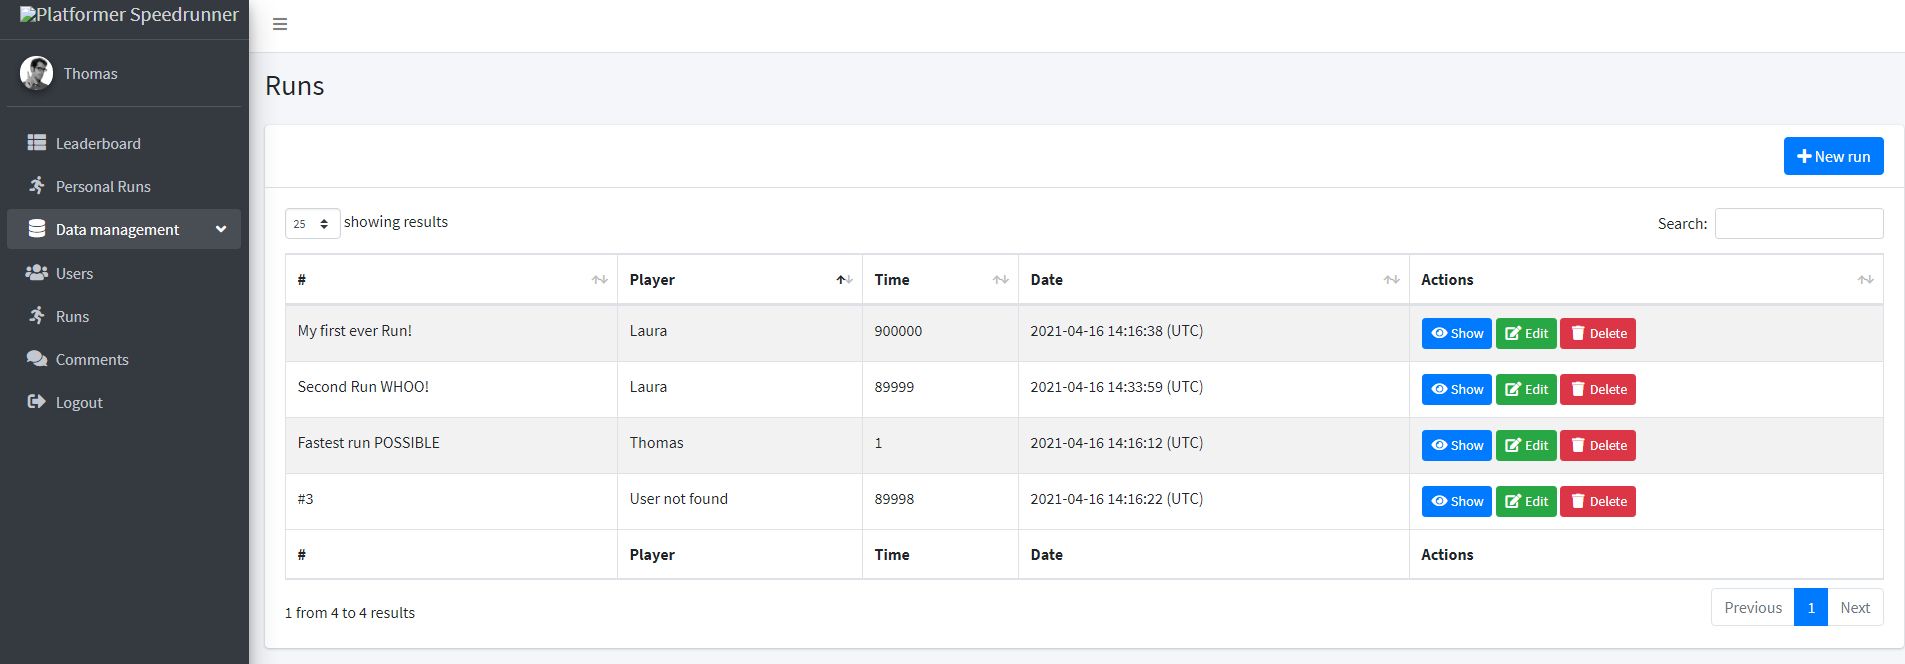 Platformer Speedrunner
Thomas
Leaderboard
Personal Runs
Data management
Users
Runs
Comments
Logout
Runs
New run
25 showing results
Search:
# Player Time Date Actions
My first ever Run! Laura 900000 2021-04-16 14:16:38 (UTC) Show Edit Delete
Second Run WHOO! Laura 89999 2021-04-16 14:33:59 (UTC) Show Edit Delete
Fastest run POSSIBLE Thomas 1 2021-04-16 14:16:12 (UTC) Show Edit Delete
#3 User not found 89998 2021-04-16 14:16:22 (UTC) Show Edit Delete
# Player Time Date Actions
1 from 4 to 4 results
Previous 1 Next